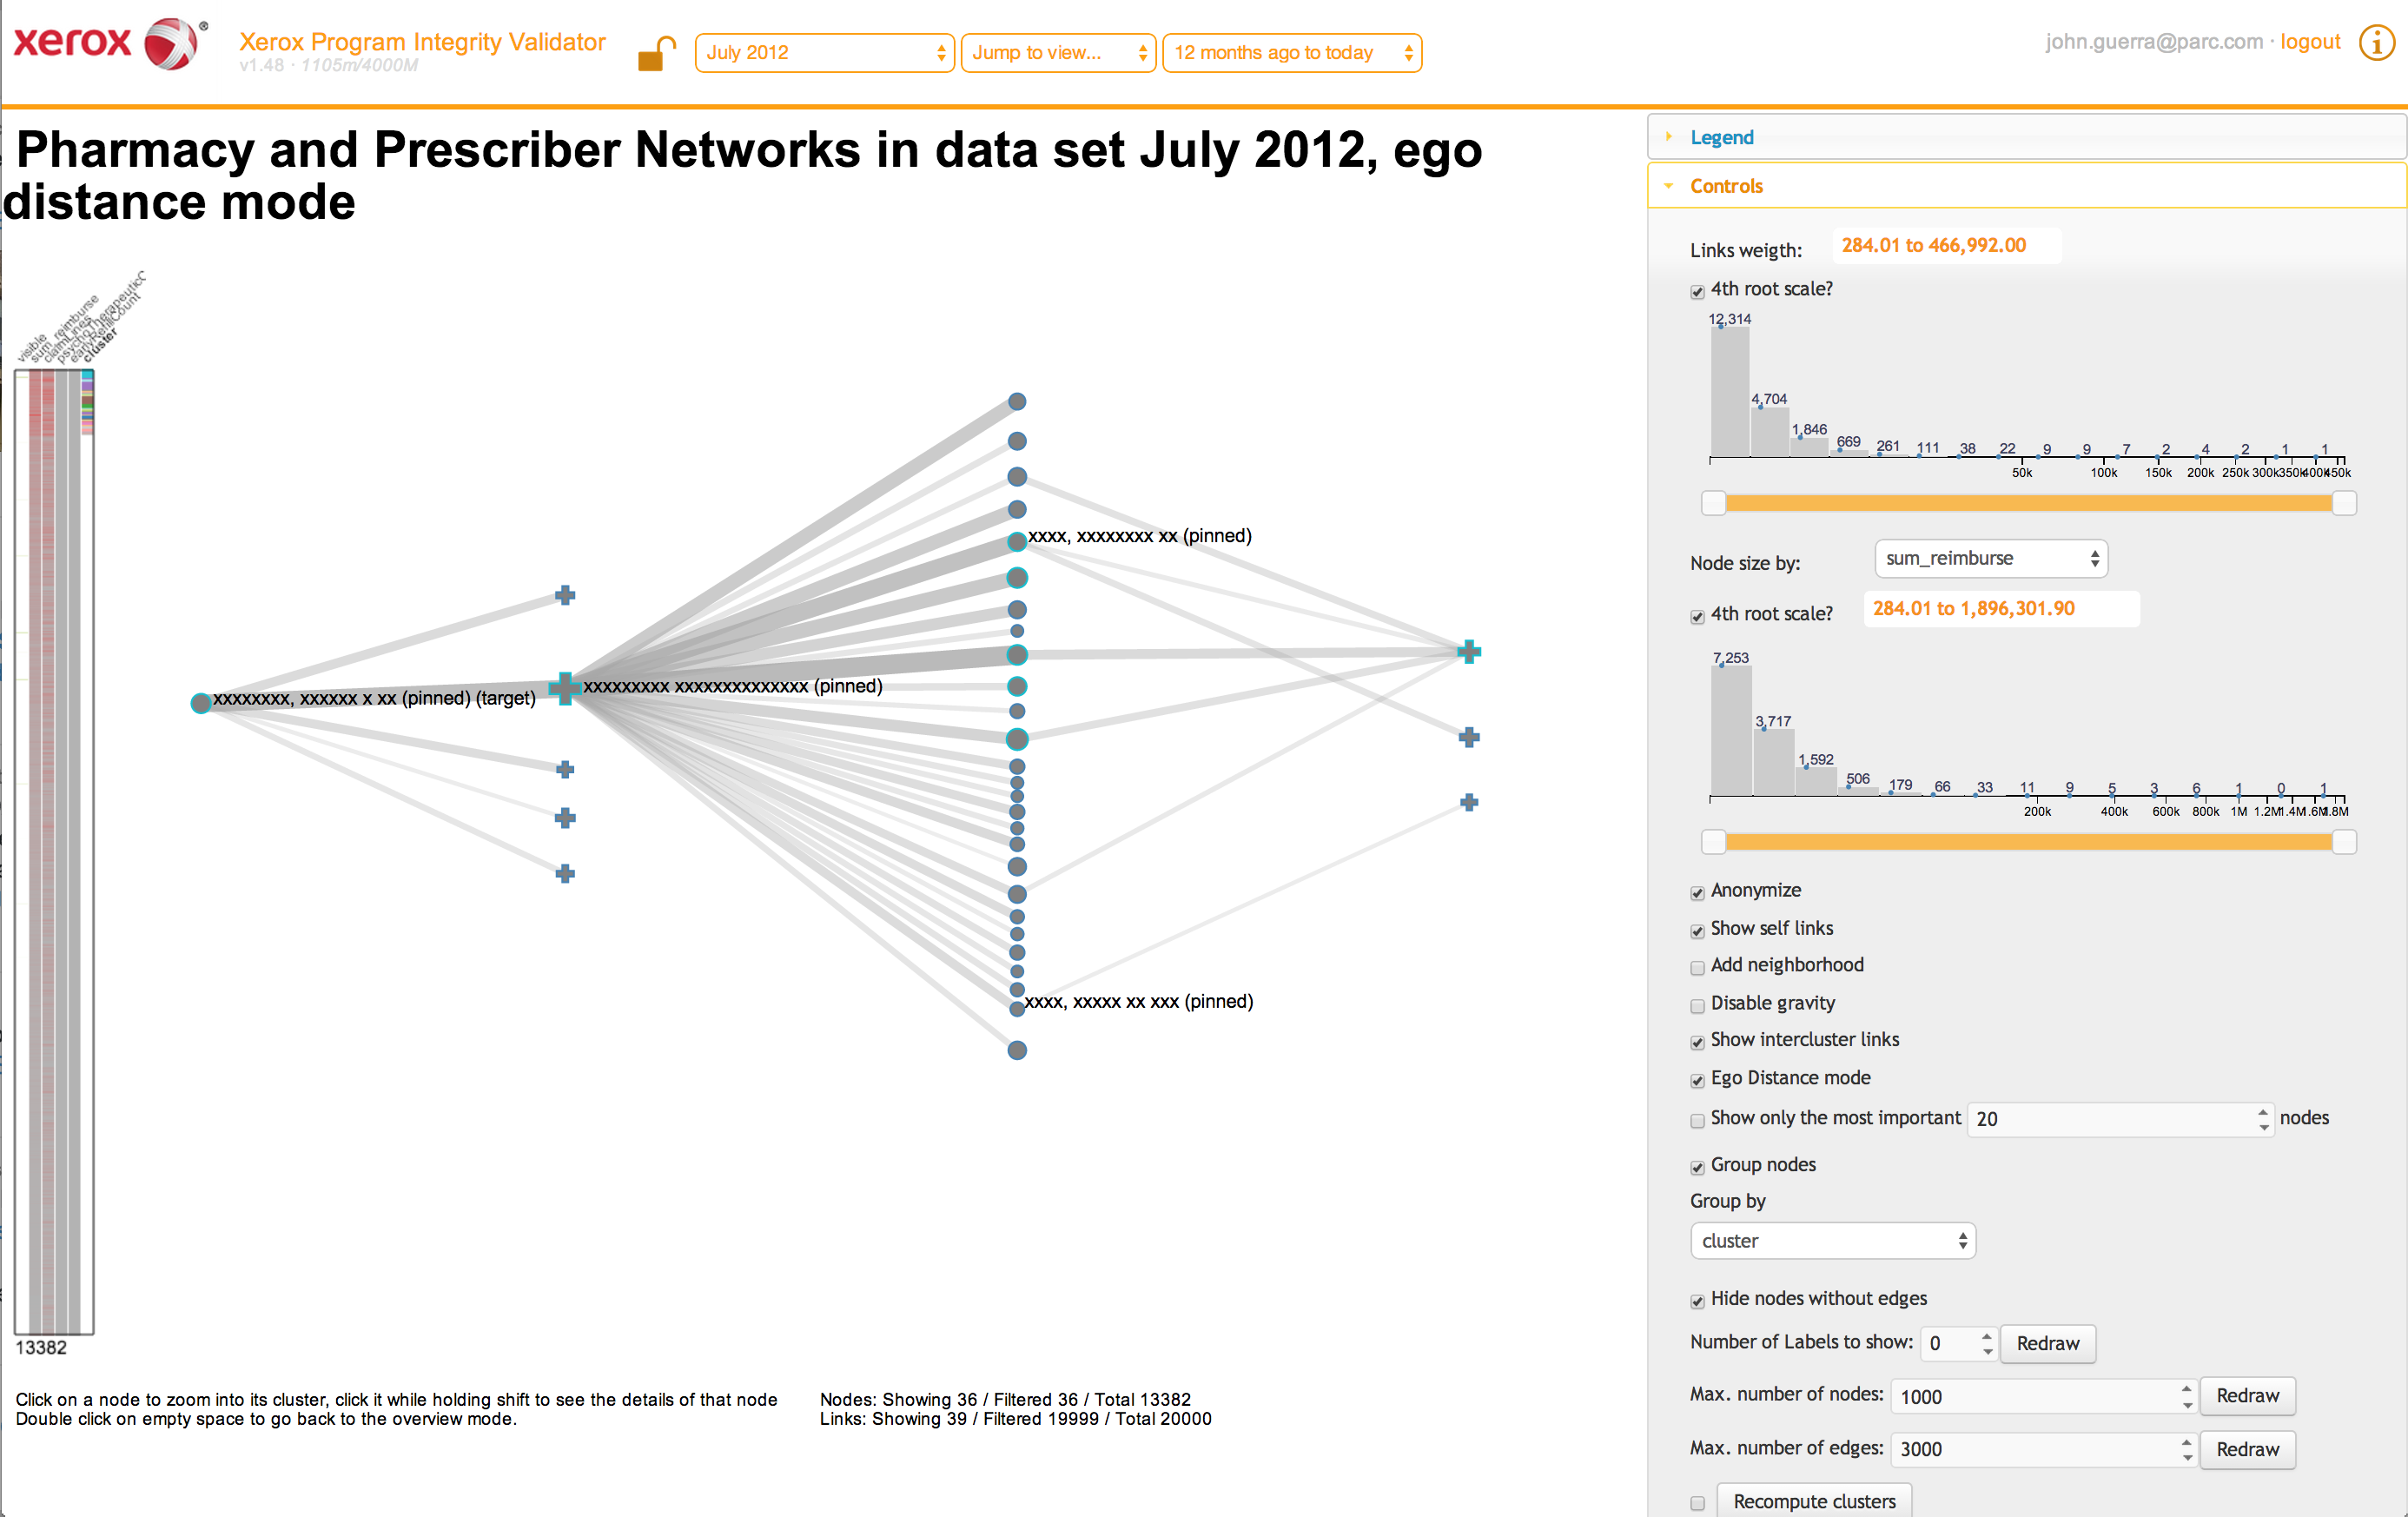 xerox ®
Xerox Program Integrity Validator
v1.48 · 1105m/4000M
July 2012
Jump to view...
12 months ago to today
john.guerra@parc.com · logout
i
Pharmacy and Prescriber Networks in data set July 2012, ego
distance mode
visible
sum_reimburse
claimLines
earlyRefillCount
cluster
13382
xxxxxxxx, xxxxxx x xx (pinned) (target)
xxxxxxxxx xxxxxxxxxxxxxx (pinned)
xxxx, xxxxxxxx xx (pinned)
xxxx, xxxxx xx xxx (pinned)
Click on a node to zoom into its cluster, click it while holding shift to see the details of that node
Double click on empty space to go back to the overview mode.
Nodes: Showing 36 / Filtered 36 / Total 13382
Links: Showing 39 / Filtered 19999 / Total 20000
Legend
Controls
Links weigth: 284.01 to 466,992.00
4th root scale?
12,314
4,704
1,846
669 261 111 38 22 9 9 7 2 4 2 1 1
50k 100k 150k 200k 250k 300k 350k 400k 450k
Node size by: sum_reimburse
4th root scale? 284.01 to 1,896,301.90
7,253
3,717
1,592
506 179 66 33 11 9 5 3 6 1 0 1
200k 400k 600k 800k 1M 1.2M 1.4M 1.6M 1.8M
Anonymize
Show self links
Add neighborhood
Disable gravity
Show intercluster links
Ego Distance mode
Show only the most important 20 nodes
Group nodes
Group by
cluster
Hide nodes without edges
Number of Labels to show: 0 Redraw
Max. number of nodes: 1000 Redraw
Max. number of edges: 3000 Redraw
Recompute clusters